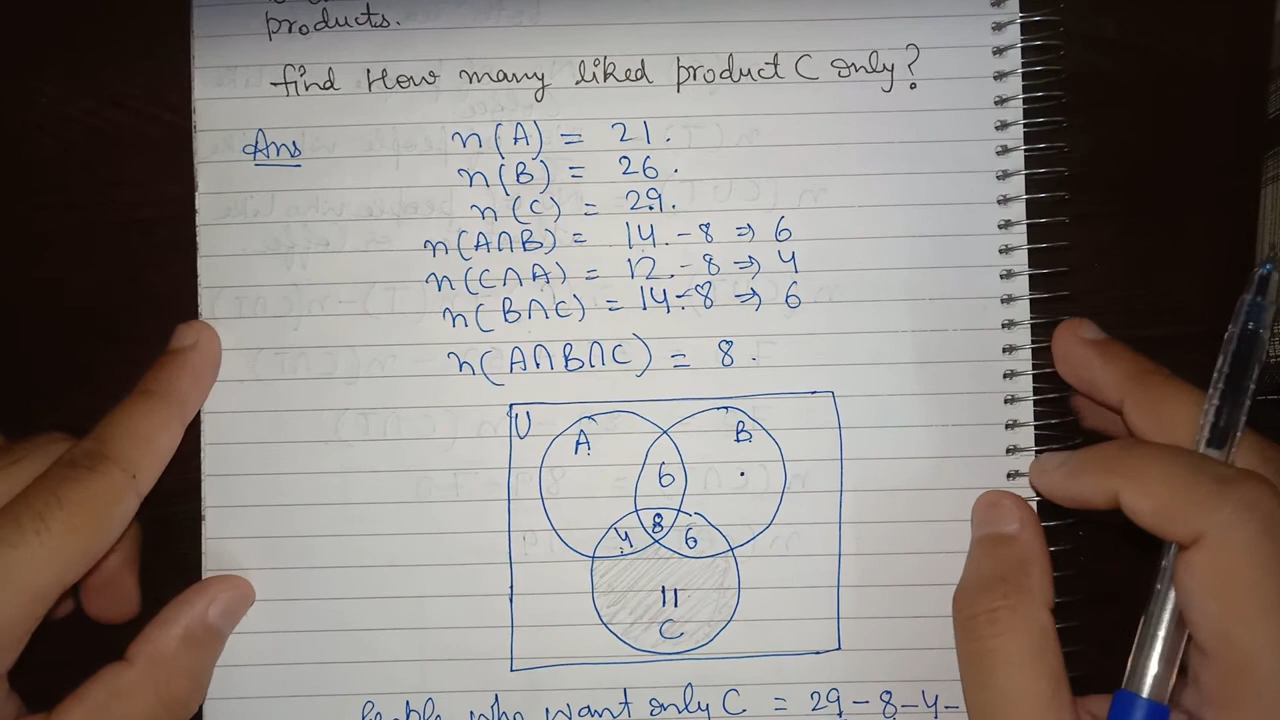 products.
find How many liked product C only?
Ans
n(A) = 21.
n(B) = 26.
n(C) = 29.
n(A∩B) = 14 - 8 ⇒ 6
n(C∩A) = 12 - 8 ⇒ 4
n(B∩C) = 14 - 8 ⇒ 6
n(A∩B∩C) = 8.
U
A
B
6
8
4
6
11
C
People who want only C = 29 - 8 - 4 -